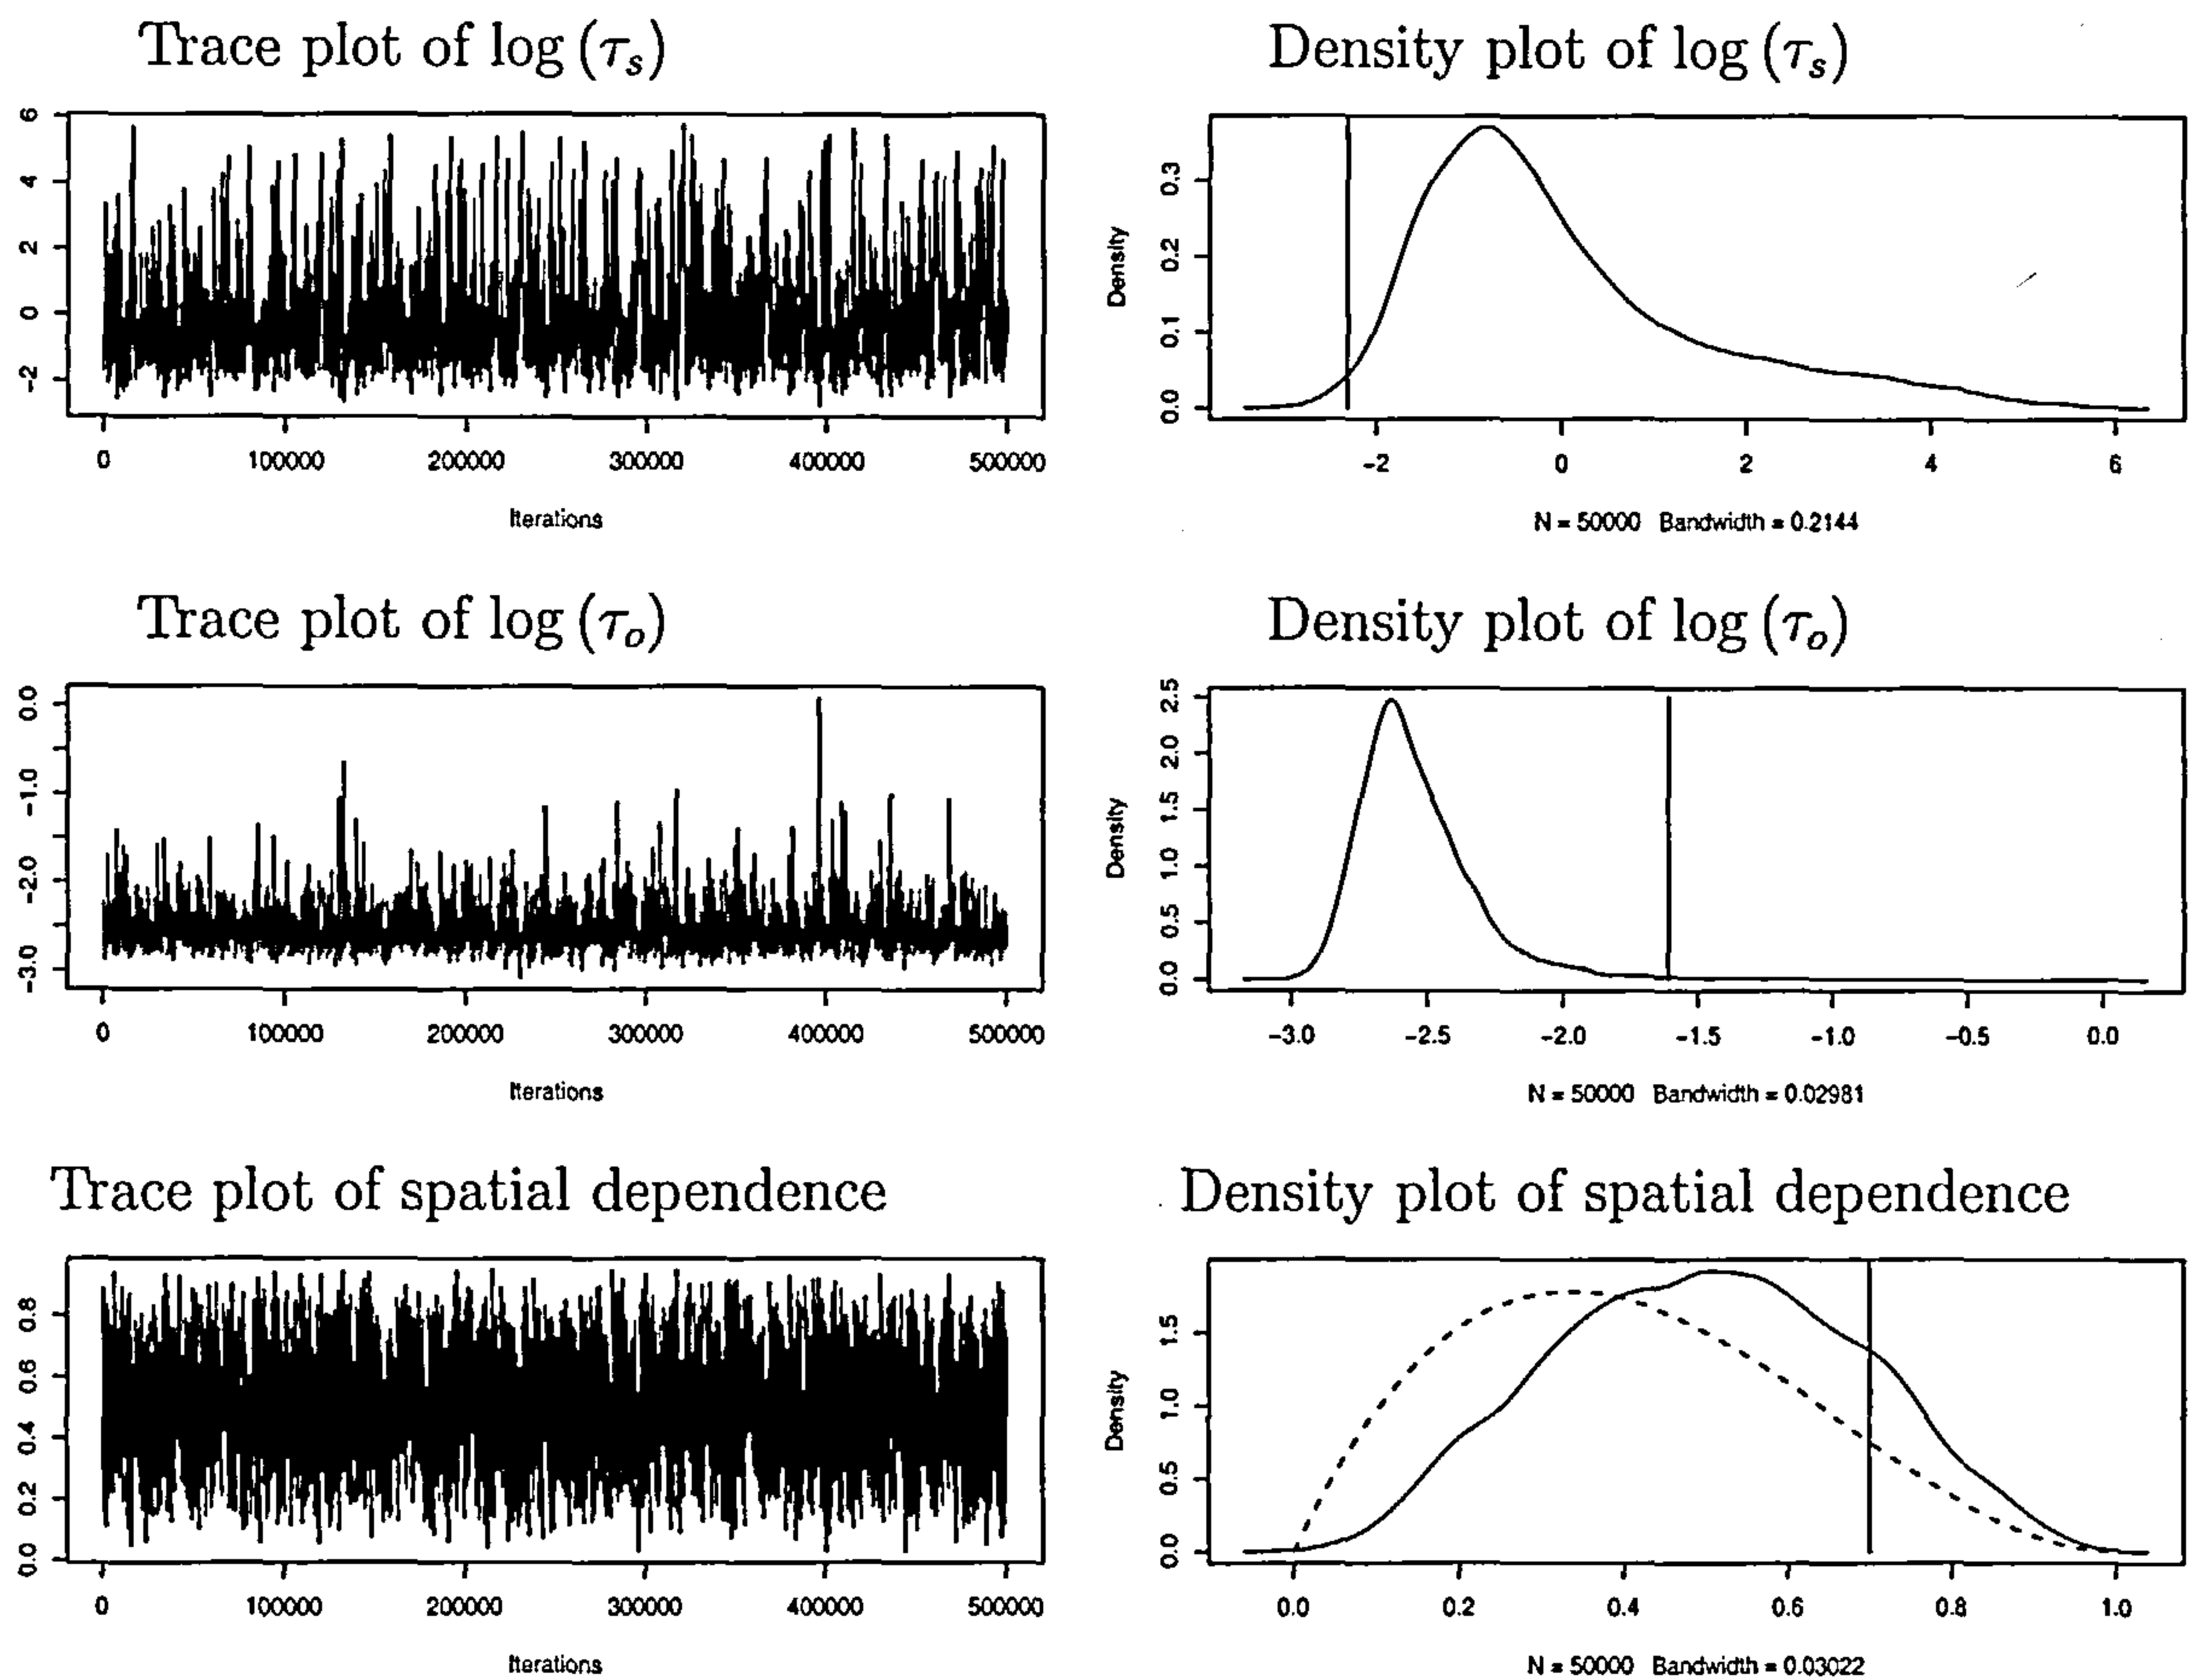 Trace plot of log (τₛ)
6
4
2
0
-2
0 100000 200000 300000 400000 500000
Iterations
Density plot of log (τₛ)
Density
0.3
0.2
0.1
0.0
-2 0 2 4 6
N = 50000 Bandwidth = 0.2144
Trace plot of log (τₒ)
0.0
-1.0
-2.0
-3.0
0 100000 200000 300000 400000 500000
Iterations
Density plot of log (τₒ)
Density
2.5
2.0
1.5
1.0
0.5
0.0
-3.0 -2.5 -2.0 -1.5 -1.0 -0.5 0.0
N = 50000 Bandwidth = 0.02981
Trace plot of spatial dependence
0.8
0.6
0.4
0.2
0.0
0 100000 200000 300000 400000 500000
Iterations
Density plot of spatial dependence
Density
1.5
1.0
0.5
0.0
0.0 0.2 0.4 0.6 0.8 1.0
N = 50000 Bandwidth = 0.03022